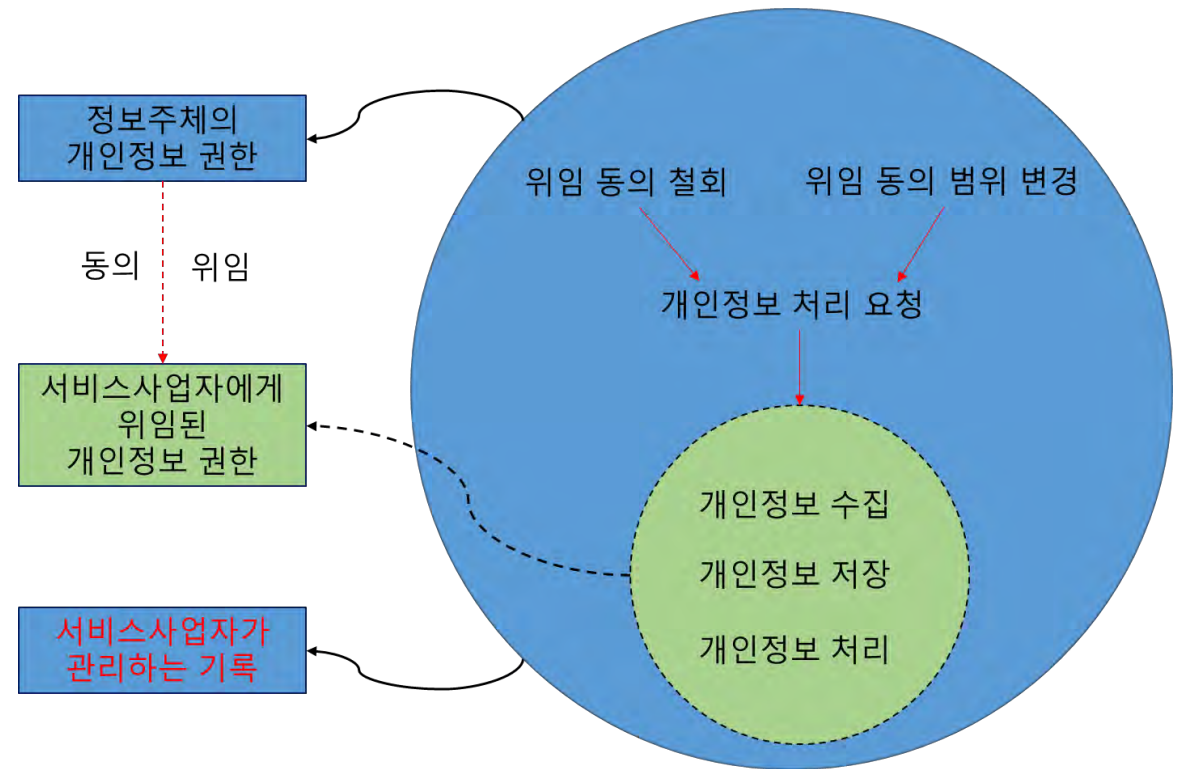 정보주체의
개인정보 권한
동의 위임
서비스사업자에게
위임된
개인정보 권한
서비스사업자가
관리하는 기록
위임 동의 철회
위임 동의 범위 변경
개인정보 처리 요청
개인정보 수집
개인정보 저장
개인정보 처리